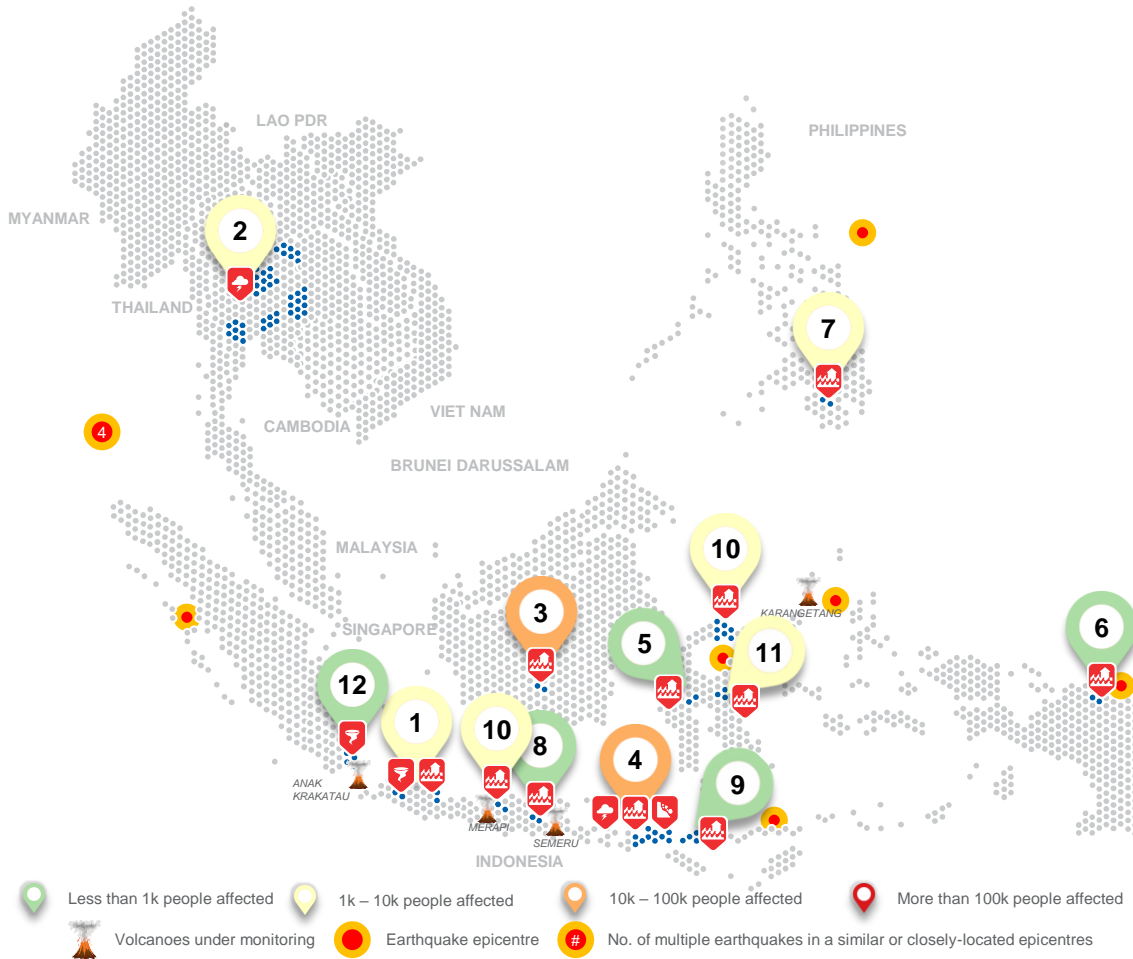 LAO PDR
PHILIPPINES
MYANMAR
2
THAILAND
7
4
CAMBODIA
VIET NAM
BRUNEI DARUSSALAM
MALAYSIA
10
KARANGETANG
3
SINGAPORE
5
11
6
12
1
10
8
4
9
ANAK
KRAKATAU
MERAPI
SEMERU
INDONESIA
Less than 1k people affected
1k – 10k people affected
10k – 100k people affected
More than 100k people affected
Volcanoes under monitoring
Earthquake epicentre
# No. of multiple earthquakes in a similar or closely-located epicentres